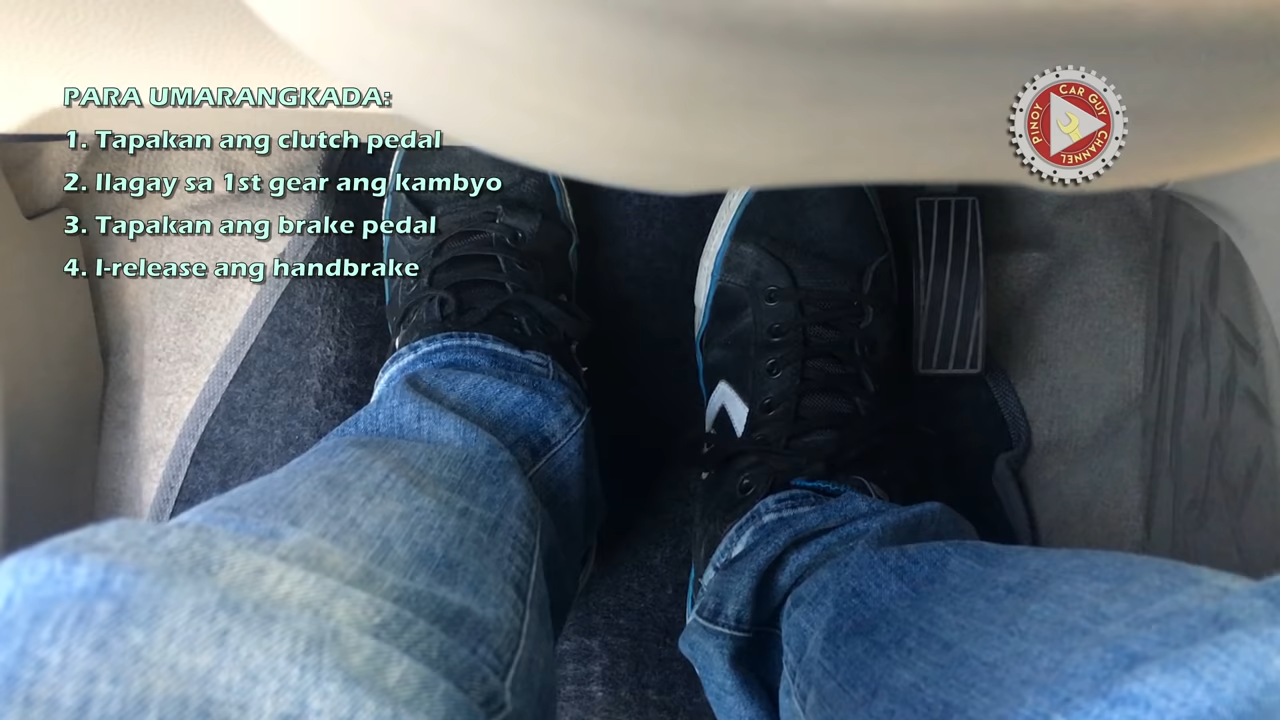 PARA UMARANGKADA:
1. Tapakan ang clutch pedal
2. Ilagay sa 1st gear ang kambyo
3. Tapakan ang brake pedal
4. I-release ang handbrake
PINOY CAR GUY CHANNEL